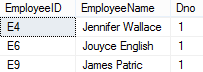 EmployeeID EmployeeName Dno
E4 Jennifer Wallace 1
E6 Jouyce English 1
E9 James Patric 1